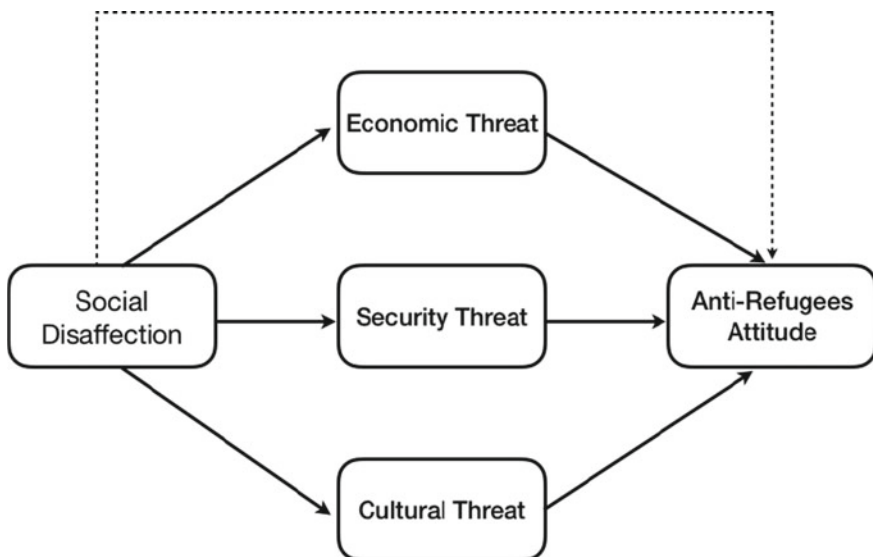 Economic Threat
Social
Disaffection
Security Threat
Anti-Refugees
Attitude
Cultural Threat